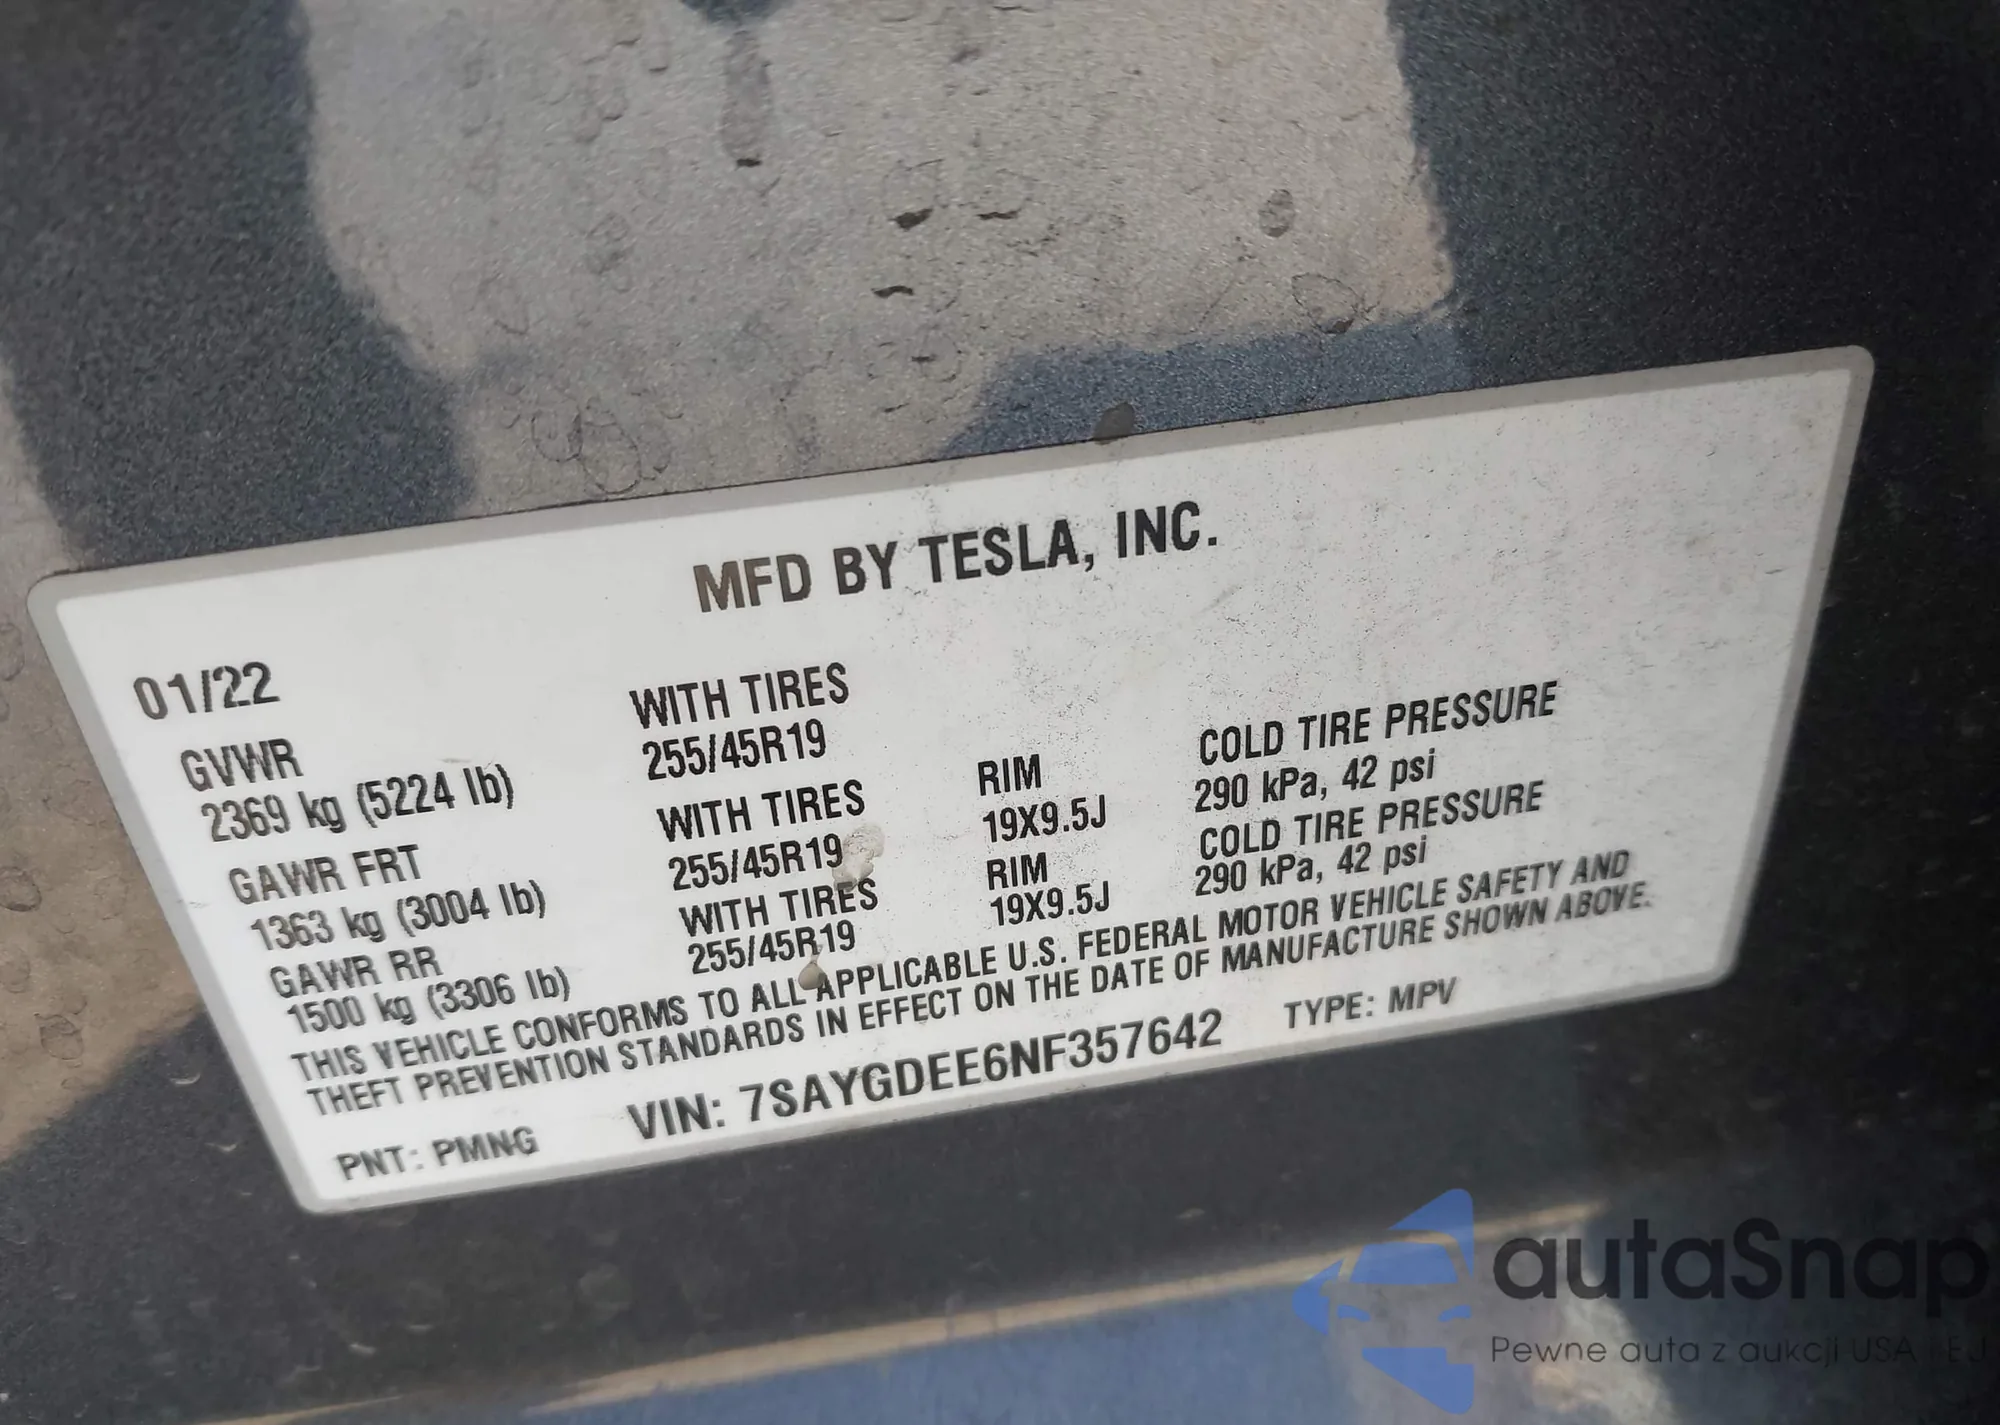 MFD BY TESLA, INC.
01/22
GVWR
2369 kg (5224 lb)
WITH TIRES
255/45R19
GAWR FRT
1363 kg (3004 lb)
WITH TIRES
255/45R19
RIM
19X9.5J
COLD TIRE PRESSURE
290 kPa, 42 psi
GAWR RR
1500 kg (3306 lb)
WITH TIRES
255/45R19
RIM
19X9.5J
COLD TIRE PRESSURE
290 kPa, 42 psi
THIS VEHICLE CONFORMS TO ALL APPLICABLE U.S. FEDERAL MOTOR VEHICLE SAFETY AND
THEFT PREVENTION STANDARDS IN EFFECT ON THE DATE OF MANUFACTURE SHOWN ABOVE.
PNT: PMNG VIN: 7SAYGDEE6NF357642 TYPE: MPV
autaSnap
Pewne auta z aukcji USA i EU